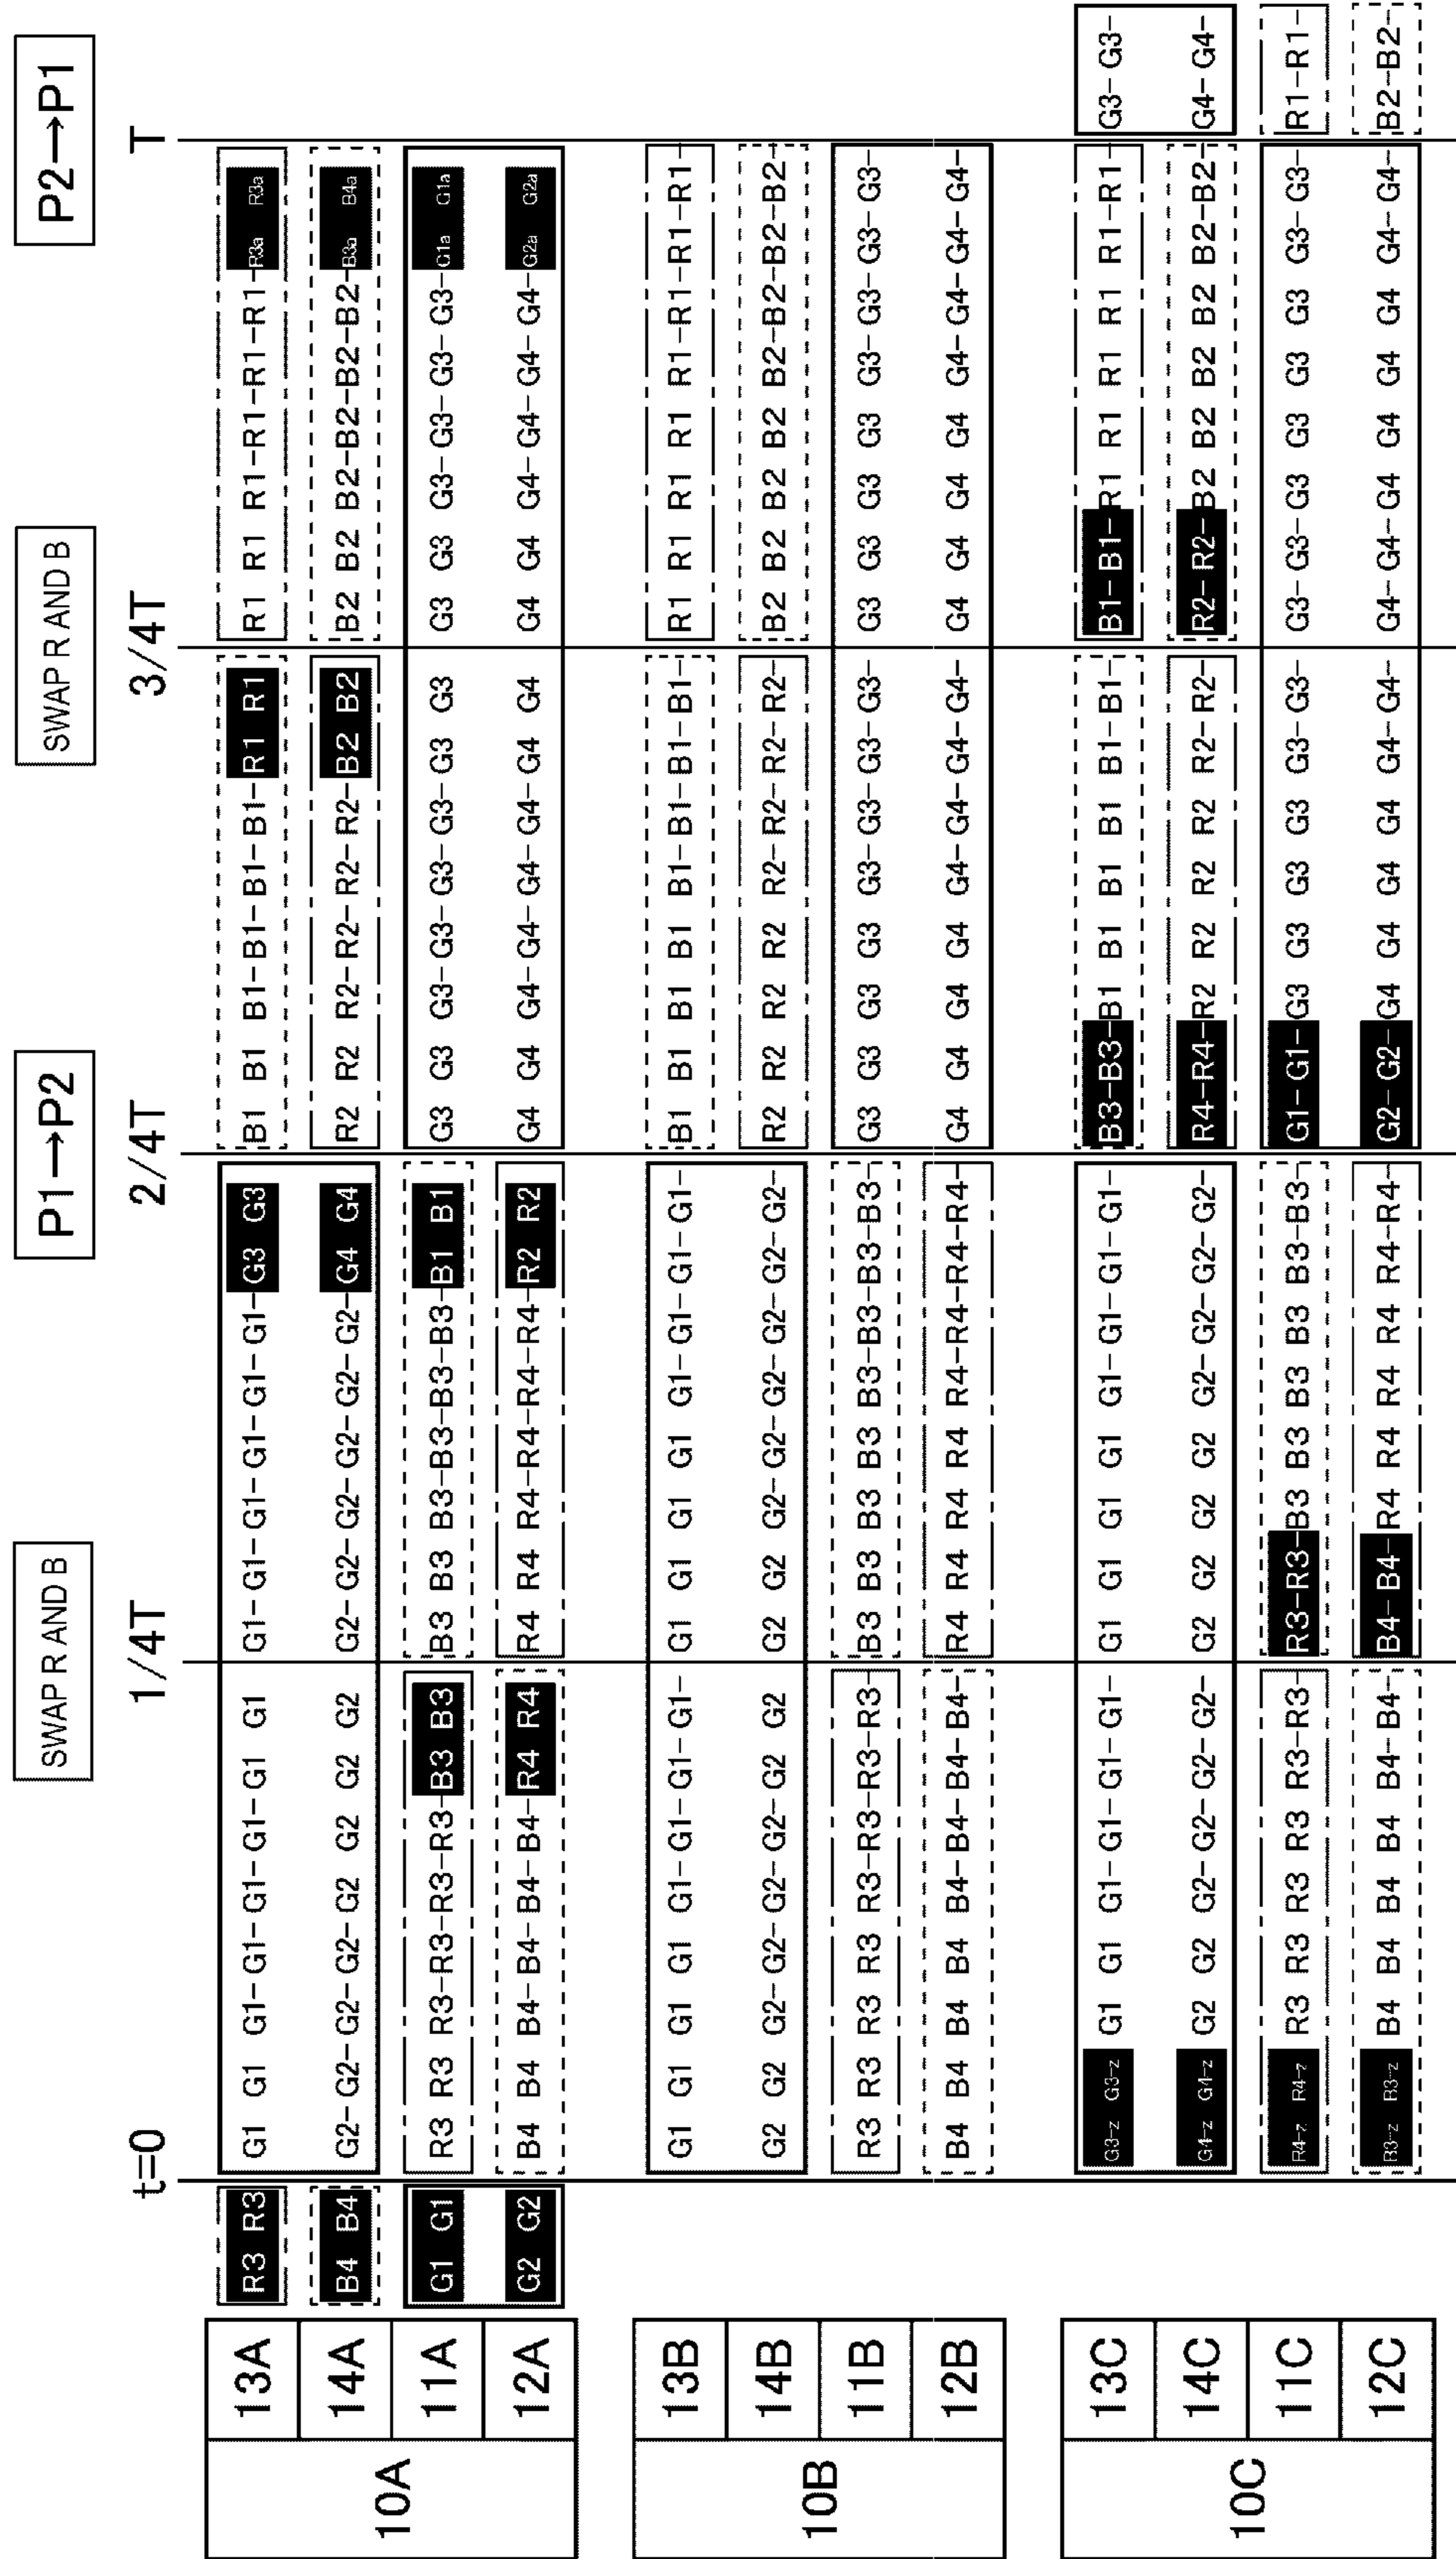 SWAP R AND B P1→P2 SWAP R AND B P2→P1
t=0 1/4T 2/4T 3/4T T
10A
13A R3 R3 G1 G1 G1- G1- G1- G1- G1 G1 G1- G1- G1- G1- G1- G1- G3 G3 B1 B1 B1-B1-B1-B1-R1 R1 R1 R1 R1-R1-R1-R1-R3a R3a
14A B4 B4 G2- G2- G2- G2- G2 G2 G2 G2 G2- G2- G2- G2- G2- G2- G4 G4 R2 R2 R2-R2-R2-R2-B2 B2 B2 B2 B2-B2-B2-B2-B3a B4a
11A G1 G1 R3 R3 R3-R3-R3-R3-B3 B3 B3 B3 B3-B3-B3-B3-B1 B1 G3 G3 G3- G3- G3- G3- G3 G3 G3 G3 G3- G3- G3- G3- G1a G1a
12A G2 G2 B4 B4 B4-B4-B4-B4-R4 R4 R4 R4 R4-R4-R4-R4-R2 R2 G4 G4 G4- G4- G4- G4- G4 G4 G4 G4 G4- G4- G4- G4- G2a G2a
10B
13B G1 G1 G1 G1 G1- G1- G1- G1- G1 G1 G1 G1 G1- G1- G1- G1- B1 B1 B1 B1 B1-B1-B1-B1- R1 R1 R1 R1 R1-R1-R1-R1-
14B G2 G2 G2- G2- G2- G2- G2 G2 G2 G2 G2- G2- G2- G2- G2- G2- R2 R2 R2 R2 R2-R2-R2-R2- B2 B2 B2 B2 B2-B2-B2-B2-
11B R3 R3 R3 R3 R3-R3-R3-R3- B3 B3 B3 B3 B3-B3-B3-B3- G3 G3 G3 G3 G3- G3- G3- G3- G3 G3 G3 G3 G3- G3- G3- G3-
12B B4 B4 B4 B4 B4-B4-B4-B4- R4 R4 R4 R4 R4-R4-R4-R4- G4 G4 G4 G4 G4- G4- G4- G4- G4 G4 G4 G4 G4- G4- G4- G4-
10C
13C G3-z G3-z G1 G1 G1- G1- G1- G1- G1 G1 G1 G1 G1- G1- G1- G1- B3-B3-B1 B1 B1 B1 B1-B1- B1-B1-R1 R1 R1 R1 R1-R1- G3- G3-
14C G4-z G4-z G2 G2 G2- G2- G2- G2- G2 G2 G2 G2 G2- G2- G2- G2- R4-R4-R2 R2 R2 R2 R2-R2- R2-R2-B2 B2 B2 B2 B2-B2- G4- G4-
11C R4-z R4-z R3 R3 R3 R3 R3-R3- R3-R3-B3 B3 B3 B3 B3-B3- G1- G1-G3 G3 G3 G3 G3- G3- G3- G3- G3 G3 G3 G3 G3- G3- R1-R1-
12C B3-z B3-z B4 B4 B4 B4 B4-B4- B4-B4-R4 R4 R4 R4 R4-R4- G2- G2-G4 G4 G4 G4 G4- G4- G4- G4- G4 G4 G4 G4 G4- G4- B2-B2-